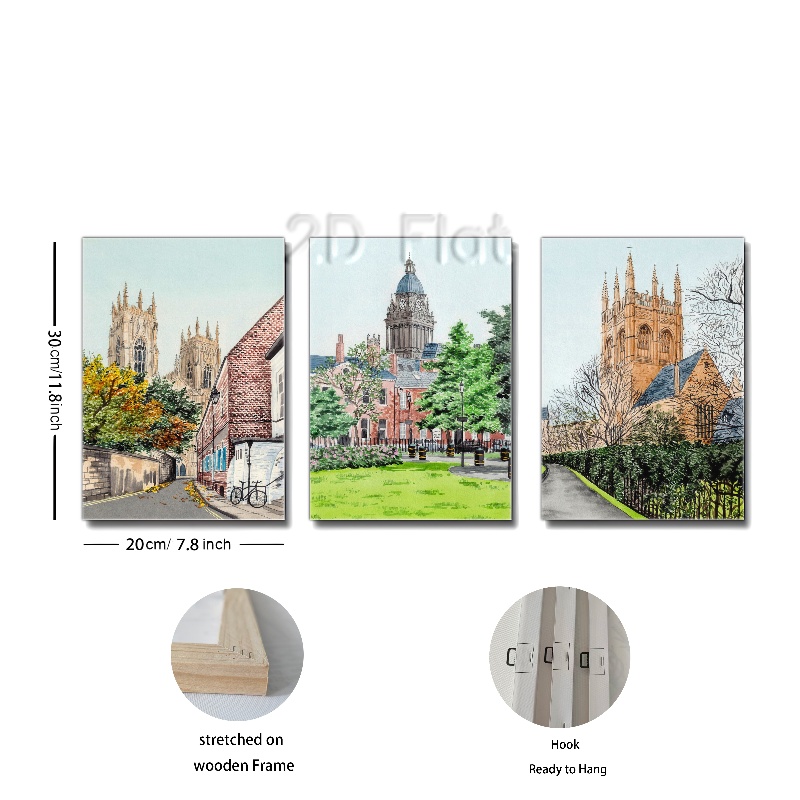 2D Flat
30cm/11.8inch
20cm/ 7.8 inch
stretched on
wooden Frame
Hook
Ready to Hang